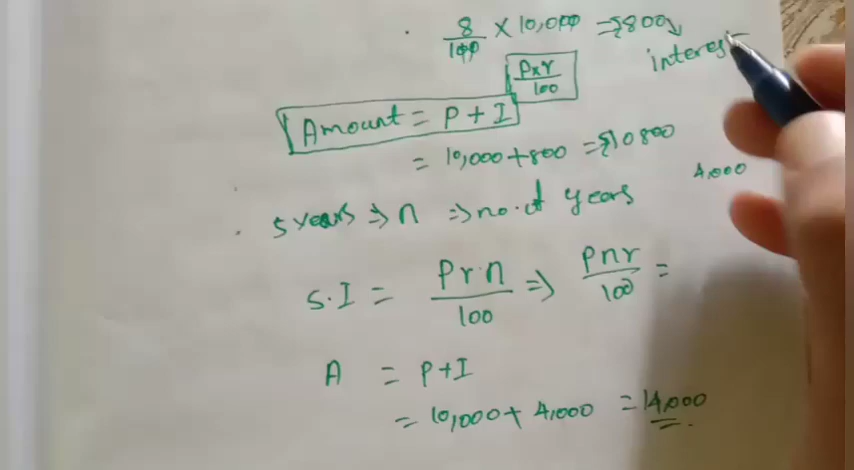 8/100 × 10,000 ⇒ ₹800
interest
P×r/100
Amount = P + I
= 10,000 + 800 ⇒ ₹10800
4,000
5 years ⇒ n ⇒ no. of years
S.I = Prn/100 ⇒ Pnr/100 =
A = P + I
= 10,000 + 4,000 = 14,000